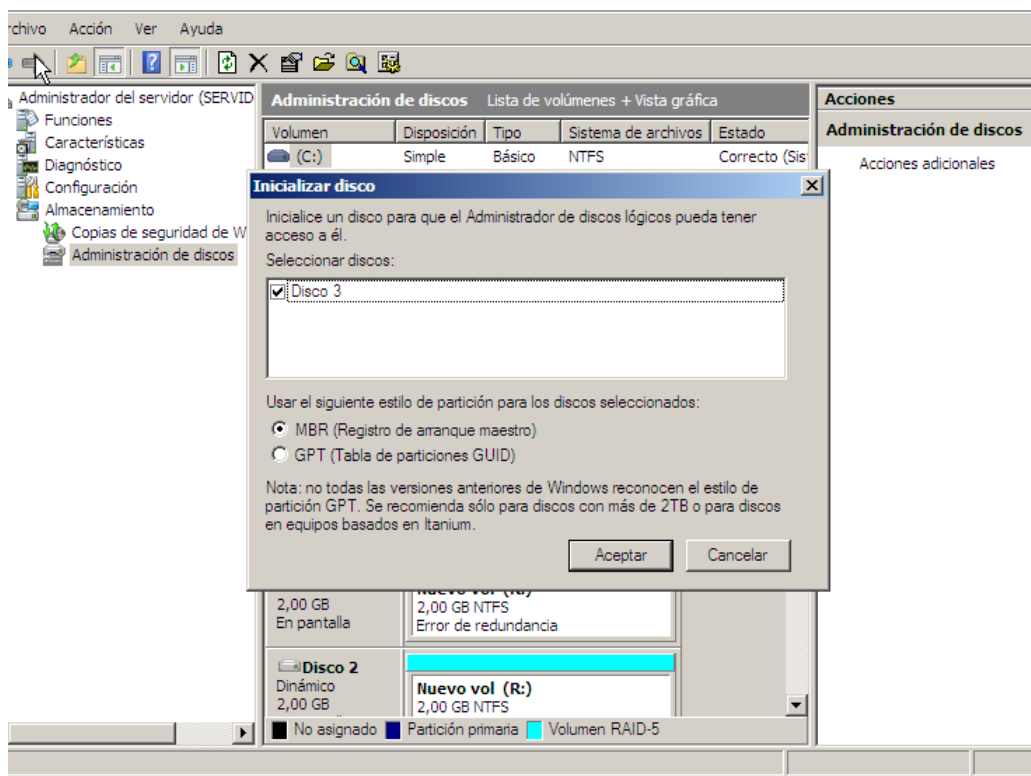 rchivo Acción Ver Ayuda
Administrador del servidor (SERVID
Funciones
Características
Diagnóstico
Configuración
Almacenamiento
Copias de seguridad de W
Administración de discos
Administración de discos Lista de volúmenes + Vista gráfica
Volumen Disposición Tipo Sistema de archivos Estado
(C:) Simple Básico NTFS Correcto (Sis
Acciones
Administración de discos
Acciones adicionales
Inicializar disco
Inicialice un disco para que el Administrador de discos lógicos pueda tener
acceso a él.
Seleccionar discos:
Disco 3
Usar el siguiente estilo de partición para los discos seleccionados:
MBR (Registro de arranque maestro)
GPT (Tabla de particiones GUID)
Nota: no todas las versiones anteriores de Windows reconocen el estilo de
partición GPT. Se recomienda sólo para discos con más de 2TB o para discos
en equipos basados en Itanium.
Aceptar Cancelar
2,00 GB
En pantalla
Nuevo vol (R:)
2,00 GB NTFS
Error de redundancia
Disco 2
Dinámico
2,00 GB
Nuevo vol (R:)
2,00 GB NTFS
No asignado Partición primaria Volumen RAID-5